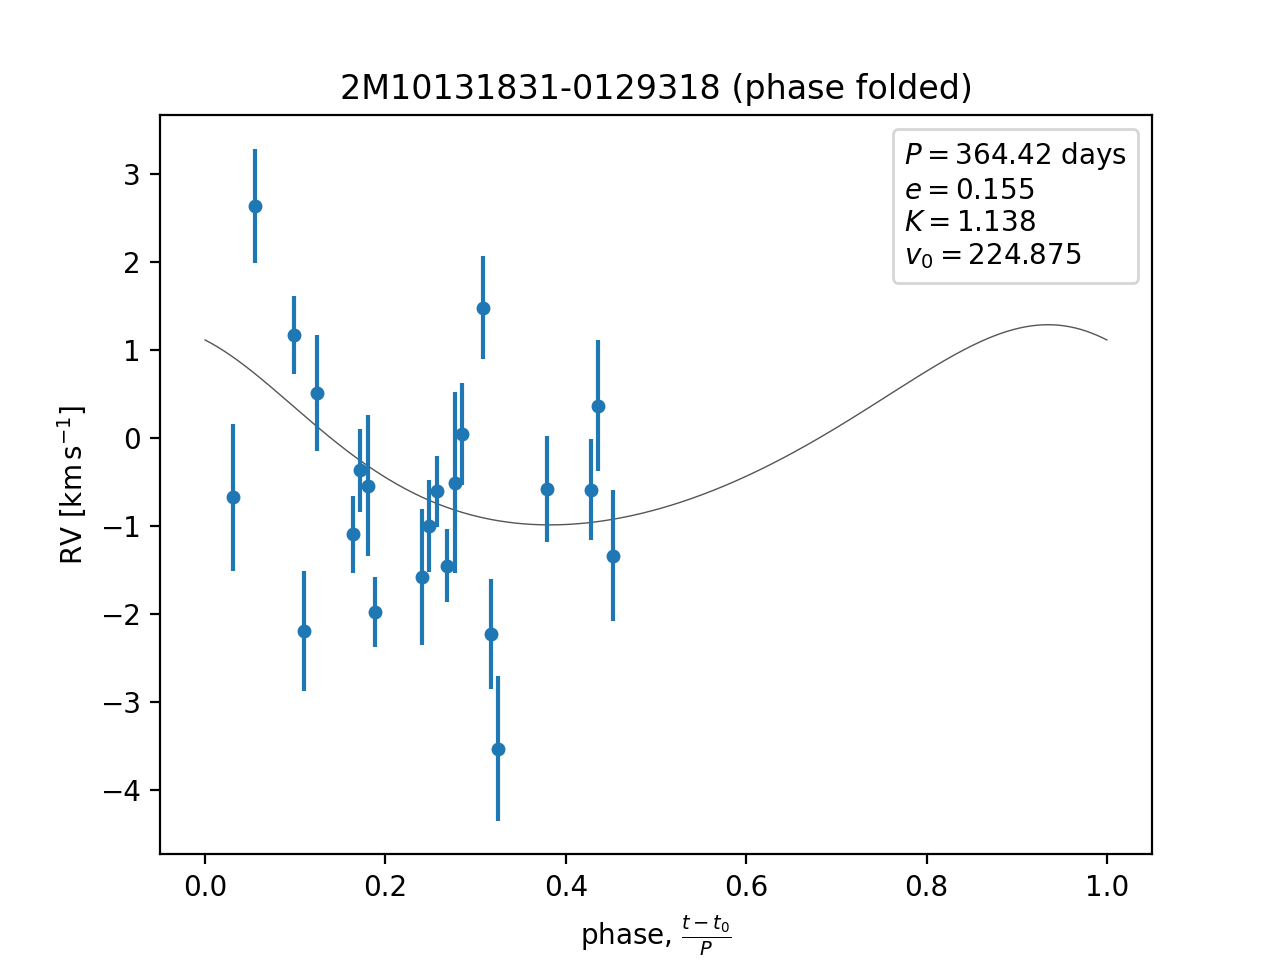 2M10131831-0129318 (phase folded)
P = 364.42 days
e = 0.155
K = 1.138
v₀ = 224.875
RV [km s⁻¹]
3
2
1
0
−1
−2
−3
−4
0.0 0.2 0.4 0.6 0.8 1.0
phase, (t − t₀)/P